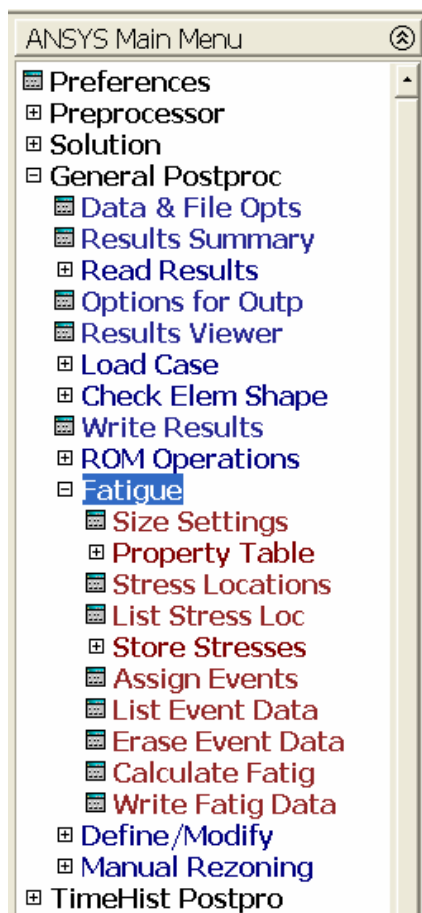 ANSYS Main Menu
Preferences
Preprocessor
Solution
General Postproc
Data & File Opts
Results Summary
Read Results
Options for Outp
Results Viewer
Load Case
Check Elem Shape
Write Results
ROM Operations
Fatigue
Size Settings
Property Table
Stress Locations
List Stress Loc
Store Stresses
Assign Events
List Event Data
Erase Event Data
Calculate Fatig
Write Fatig Data
Define/Modify
Manual Rezoning
TimeHist Postpro